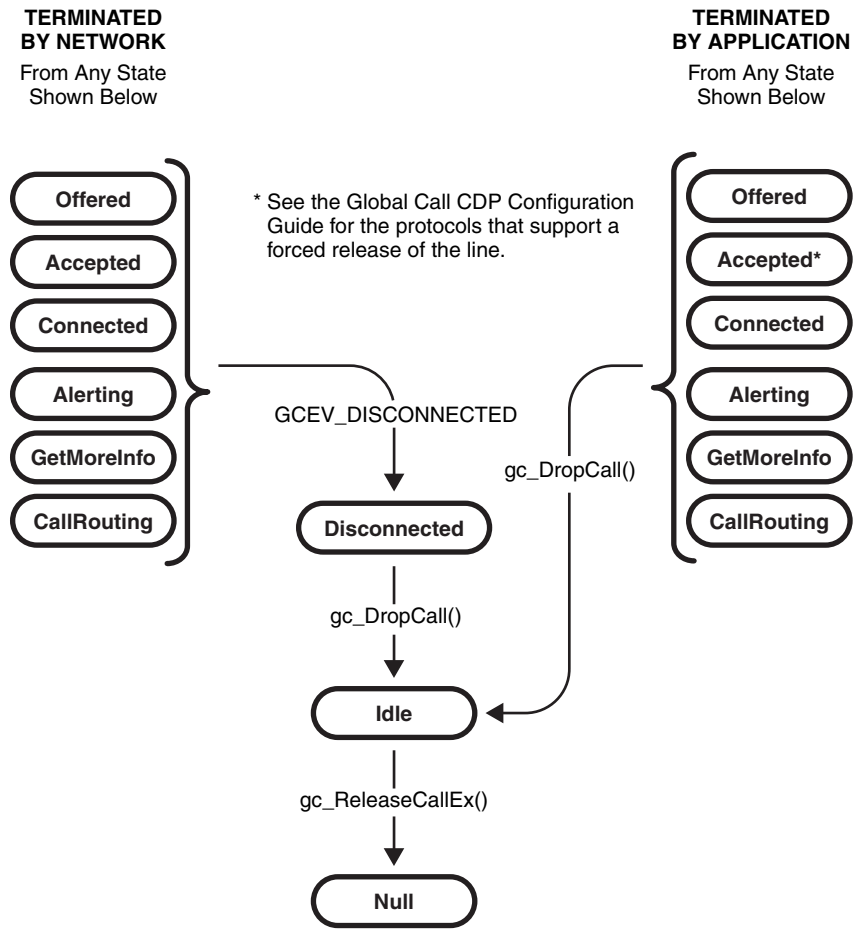 TERMINATED
BY NETWORK
From Any State
Shown Below
TERMINATED
BY APPLICATION
From Any State
Shown Below
Offered
Accepted
Connected
Alerting
GetMoreInfo
CallRouting
* See the Global Call CDP Configuration
Guide for the protocols that support a
forced release of the line.
Offered
Accepted*
Connected
Alerting
GetMoreInfo
CallRouting
GCEV_DISCONNECTED
gc_DropCall()
Disconnected
gc_DropCall()
Idle
gc_ReleaseCallEx()
Null